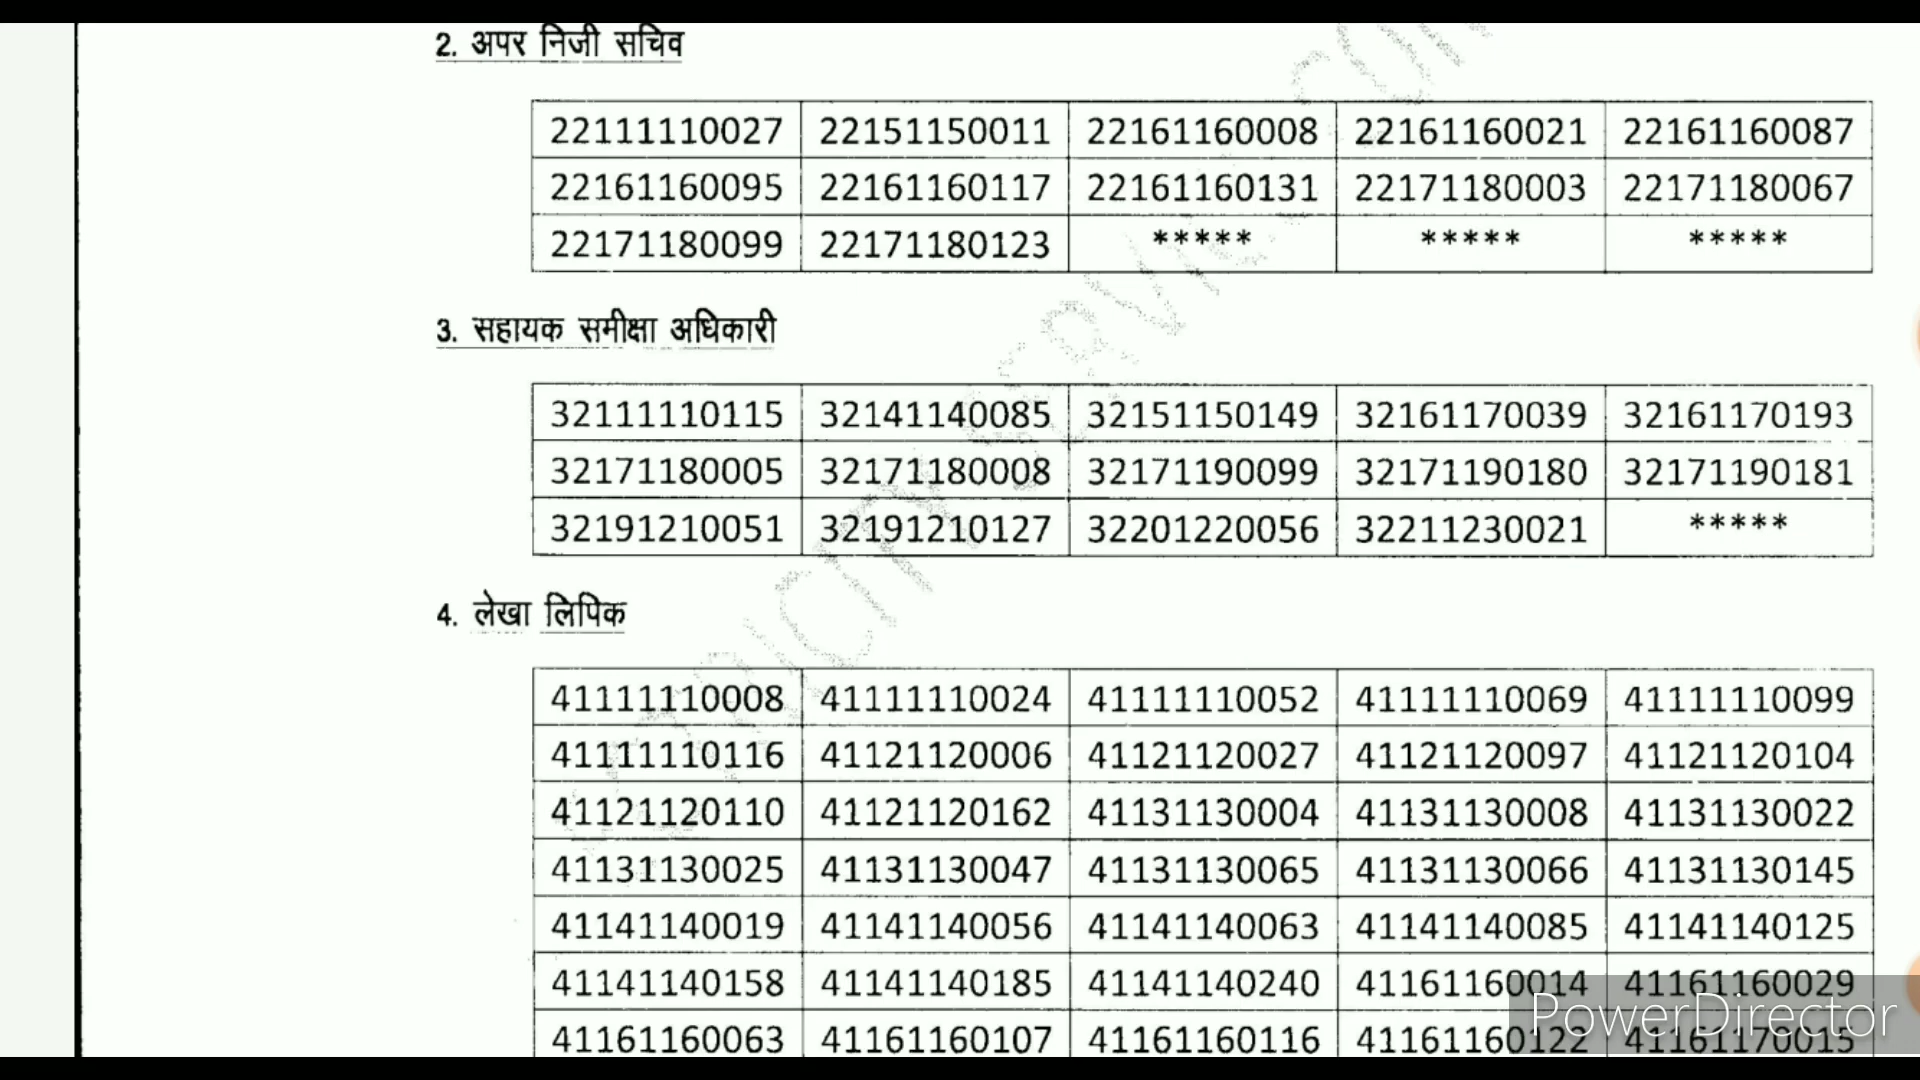 2. अपर निजी सचिव
22111110027 22151150011 22161160008 22161160021 22161160087
22161160095 22161160117 22161160131 22171180003 22171180067
22171180099 22171180123 ***** ***** *****
3. सहायक समीक्षा अधिकारी
32111110115 32141140085 32151150149 32161170039 32161170193
32171180005 32171180008 32171190099 32171190180 32171190181
32191210051 32191210127 32201220056 32211230021 *****
4. लेखा लिपिक
41111110008 41111110024 41111110052 41111110069 41111110099
41111110116 41121120006 41121120027 41121120097 41121120104
41121120110 41121120162 41131130004 41131130008 41131130022
41131130025 41131130047 41131130065 41131130066 41131130145
41141140019 41141140056 41141140063 41141140085 41141140125
41141140158 41141140185 41141140240 41161160014 41161160029
41161160063 41161160107 41161160116 41161160122 41161170015
PowerDirector